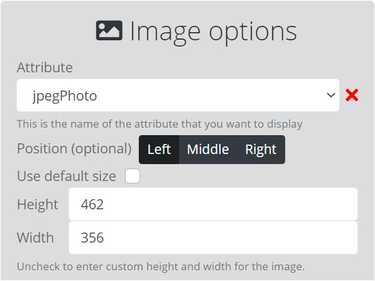 Image options
Attribute
jpegPhoto
This is the name of the attribute that you want to display
Position (optional) Left Middle Right
Use default size
Height 462
Width 356
Uncheck to enter custom height and width for the image.